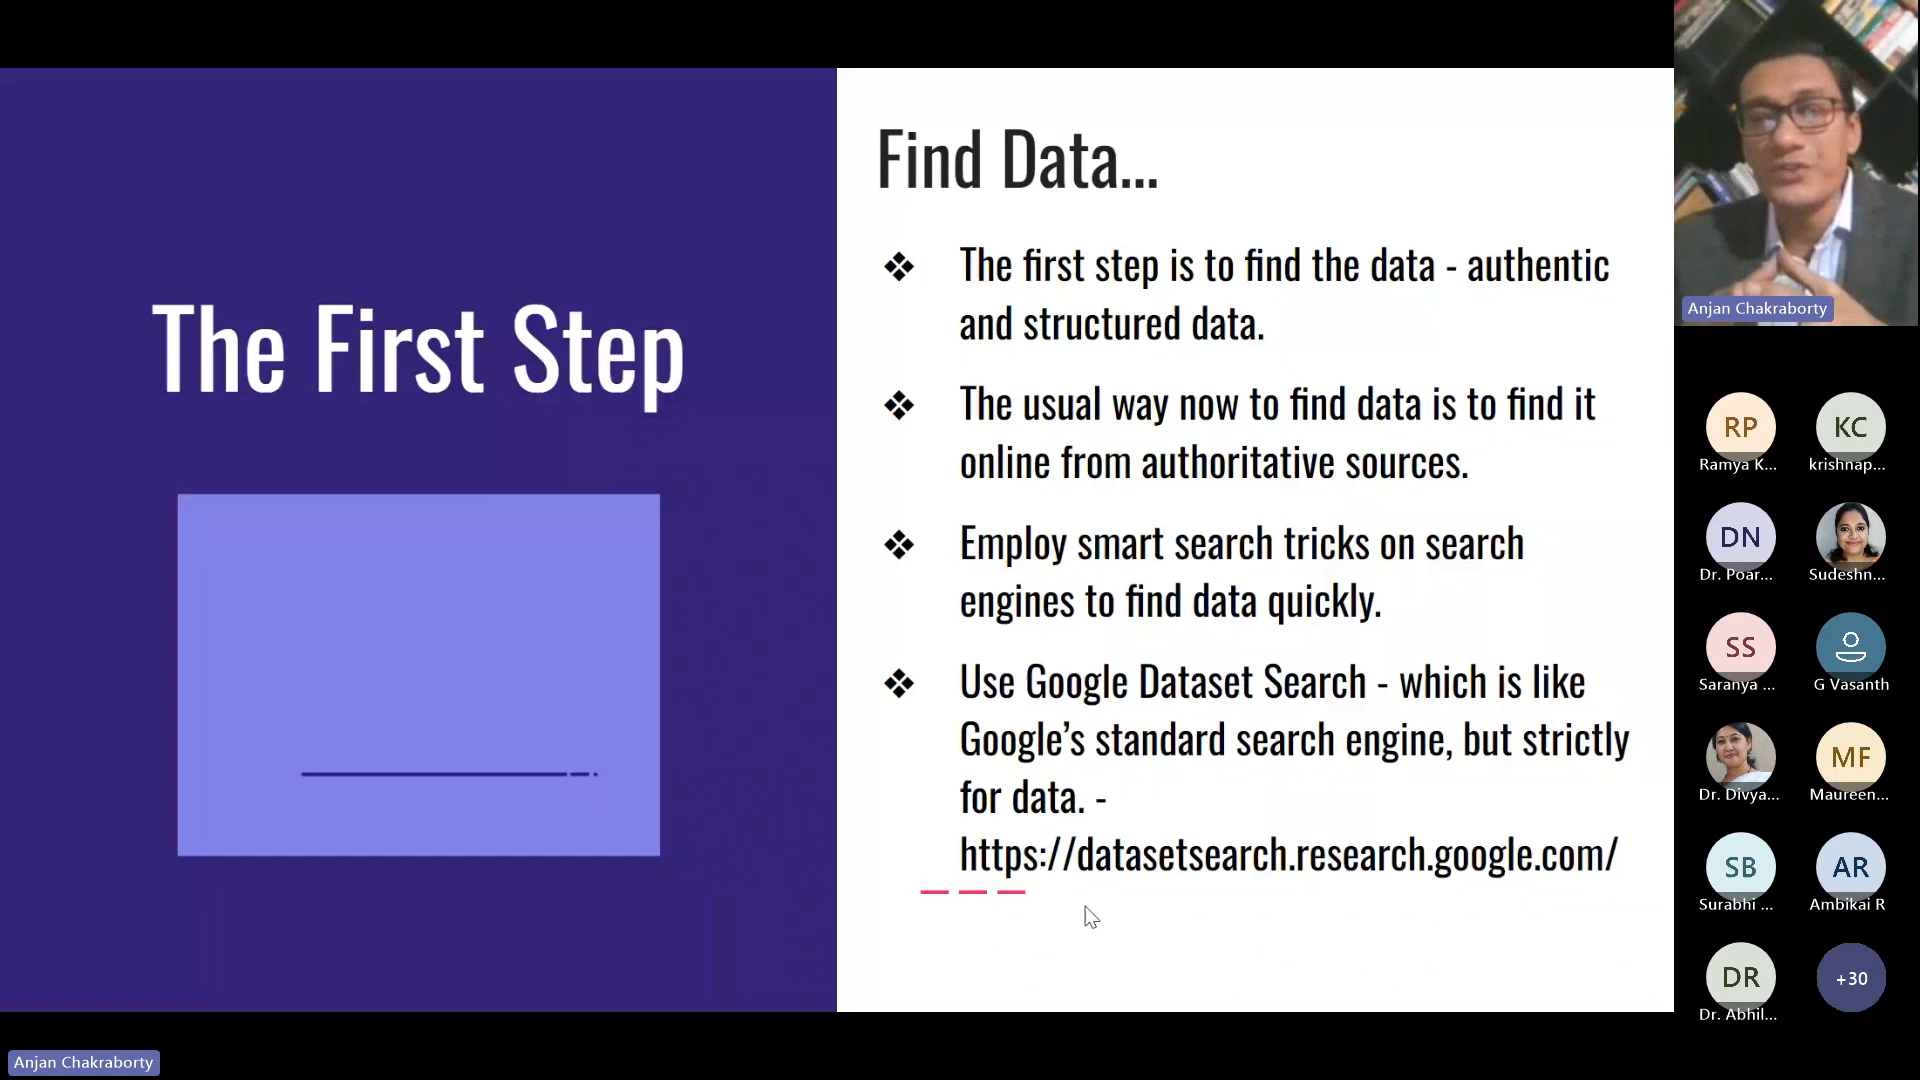 The First Step
Find Data...
❖ The first step is to find the data - authentic
and structured data.
❖ The usual way now to find data is to find it
online from authoritative sources.
❖ Employ smart search tricks on search
engines to find data quickly.
❖ Use Google Dataset Search - which is like
Google’s standard search engine, but strictly
for data. -
https://datasetsearch.research.google.com/
Anjan Chakraborty
RP
Ramya K...
KC
krishnap...
DN
Dr. Poar...
Sudeshn...
SS
Saranya ...
G Vasanth
Dr. Divya...
MF
Maureen...
SB
Surabhi ...
AR
Ambikai R
DR
Dr. Abhil...
+30
Anjan Chakraborty